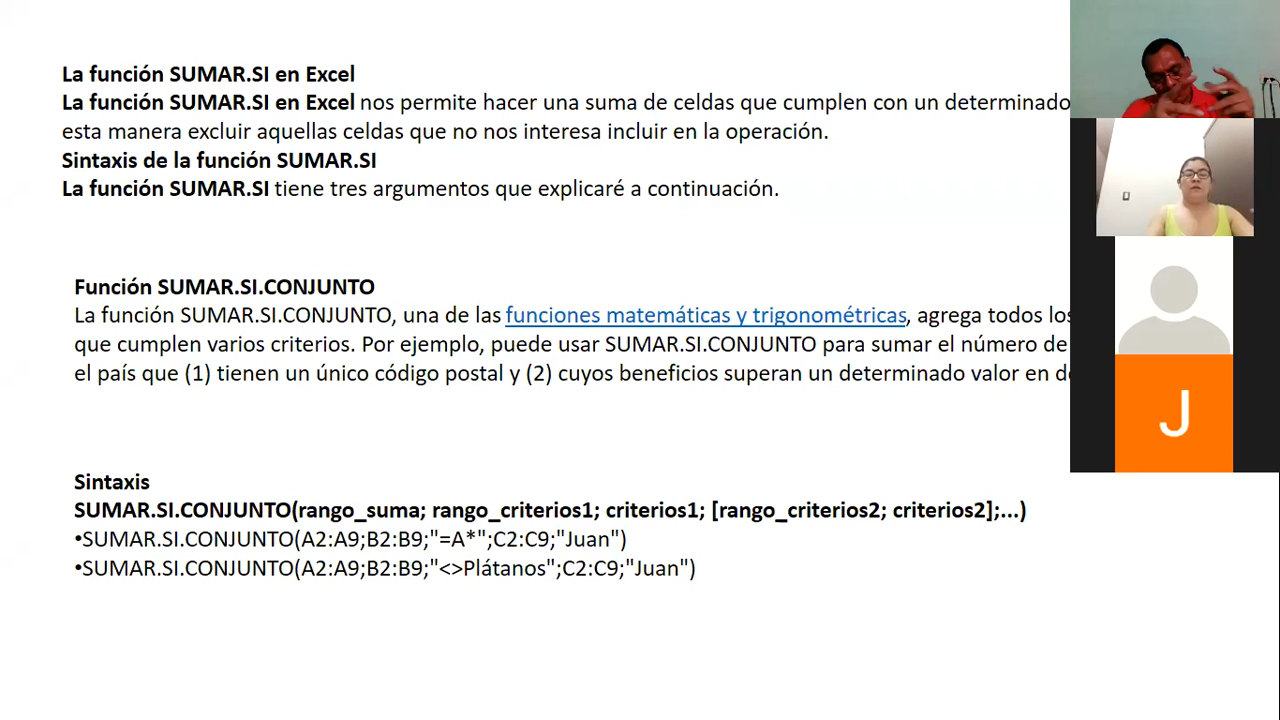 La función SUMAR.SI en Excel
La función SUMAR.SI en Excel nos permite hacer una suma de celdas que cumplen con un determinado
esta manera excluir aquellas celdas que no nos interesa incluir en la operación.
Sintaxis de la función SUMAR.SI
La función SUMAR.SI tiene tres argumentos que explicaré a continuación.
Función SUMAR.SI.CONJUNTO
La función SUMAR.SI.CONJUNTO, una de las funciones matemáticas y trigonométricas, agrega todos los
que cumplen varios criterios. Por ejemplo, puede usar SUMAR.SI.CONJUNTO para sumar el número de
el país que (1) tienen un único código postal y (2) cuyos beneficios superan un determinado valor en
Sintaxis
SUMAR.SI.CONJUNTO(rango_suma; rango_criterios1; criterios1; [rango_criterios2; criterios2];...)
•SUMAR.SI.CONJUNTO(A2:A9;B2:B9;"=A*";C2:C9;"Juan")
•SUMAR.SI.CONJUNTO(A2:A9;B2:B9;"<>Plátanos";C2:C9;"Juan")
J